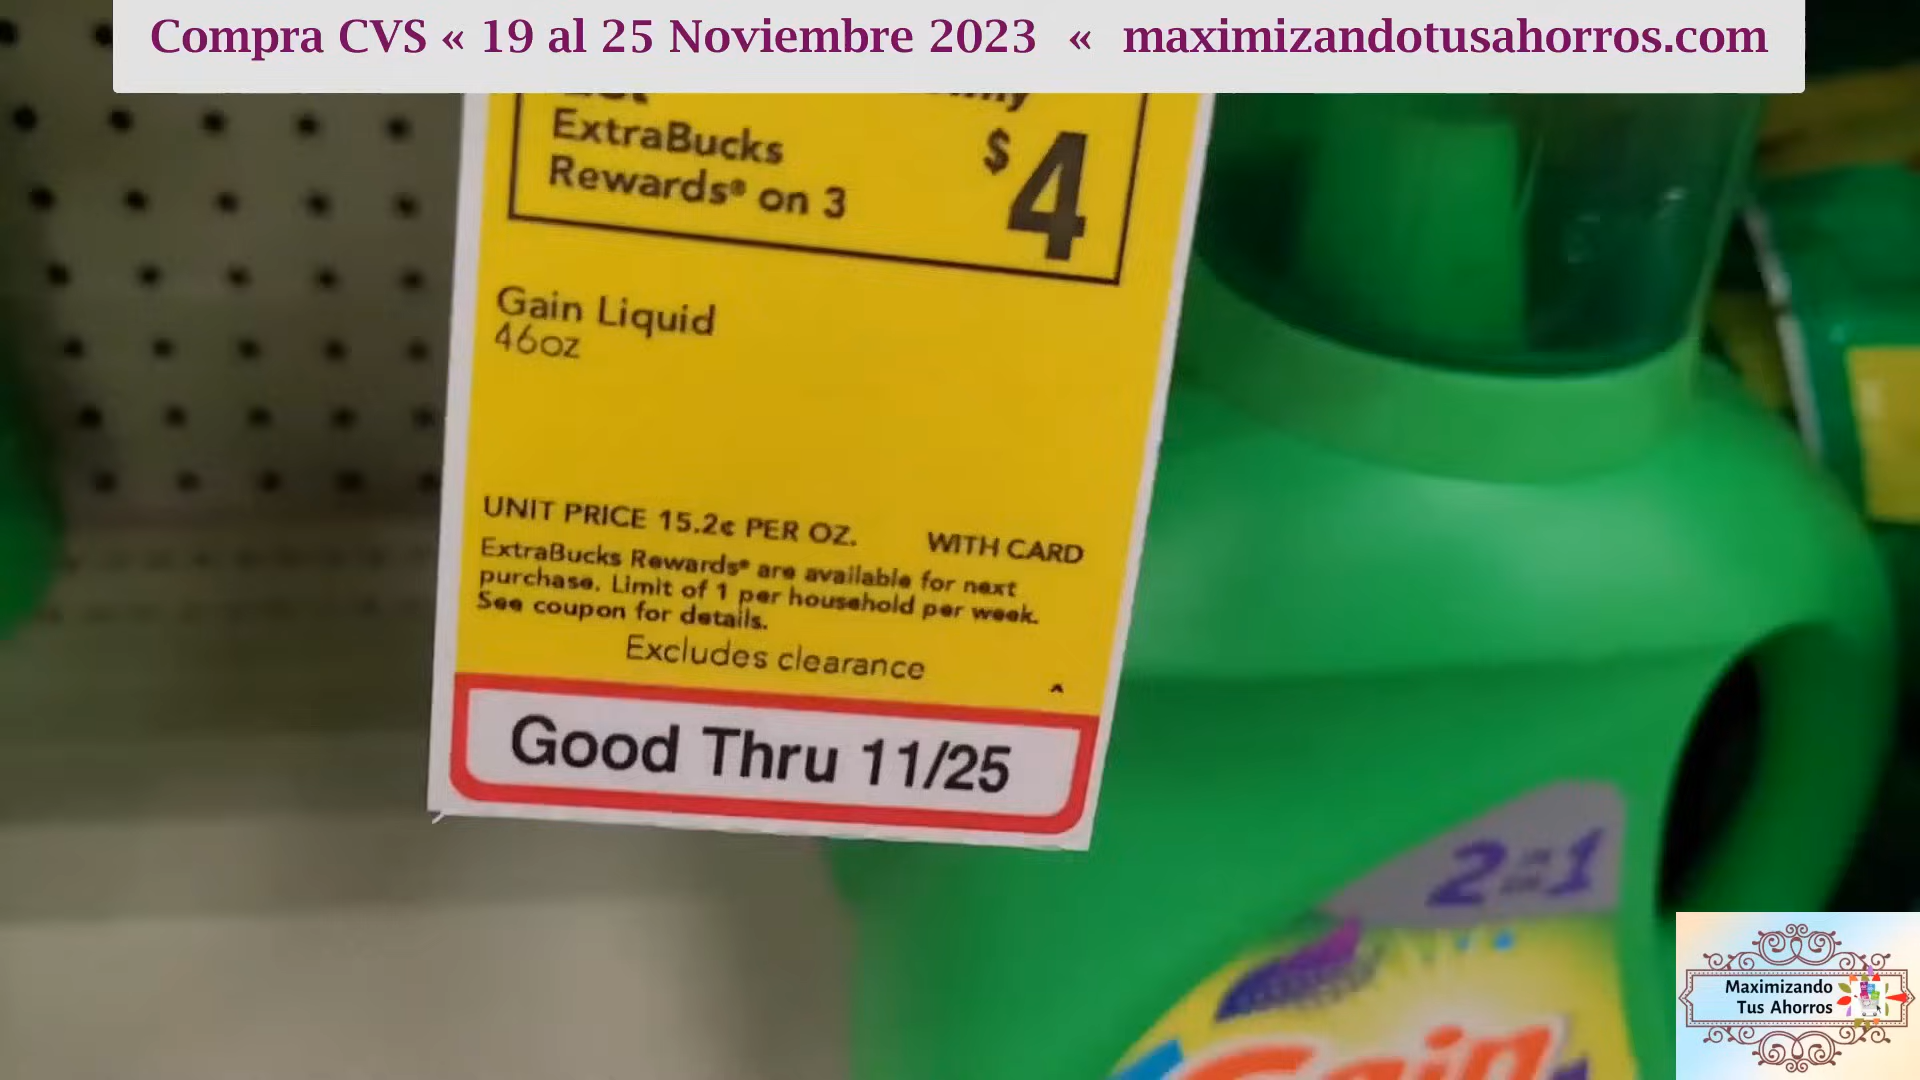 Compra CVS « 19 al 25 Noviembre 2023 « maximizandotusahorros.com
ExtraBucks
Rewards® on 3
$4
Gain Liquid
46oz
UNIT PRICE 15.2¢ PER OZ. WITH CARD
ExtraBucks Rewards® are available for next
purchase. Limit of 1 per household per week.
See coupon for details.
Excludes clearance
^
Good Thru 11/25
2in1
Gain
Maximizando
Tus Ahorros